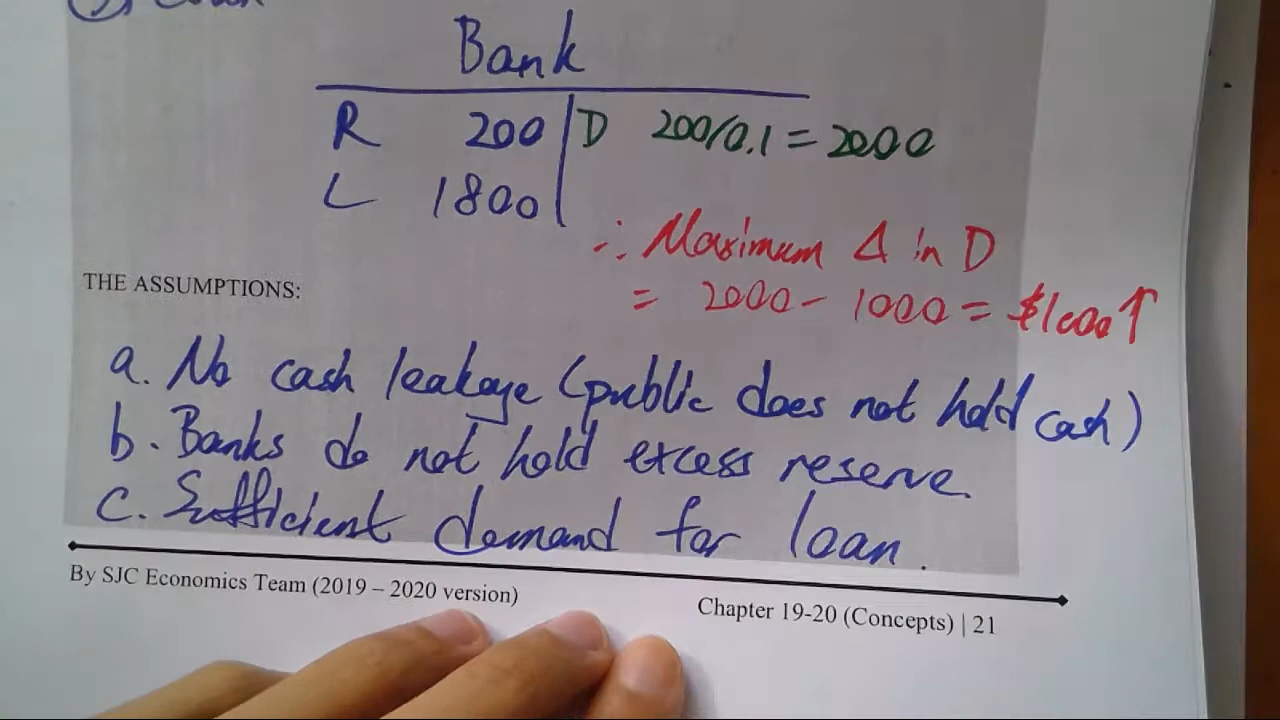 Bank
R 200 D 200/0.1 = 2000
L 1800
∴ Maximum Δ in D
= 2000 - 1000 = $1000↑
THE ASSUMPTIONS:
a. No cash leakage (public does not hold cash)
b. Banks do not hold excess reserve.
c. Sufficient demand for loan.
By SJC Economics Team (2019 – 2020 version)
Chapter 19-20 (Concepts) | 21